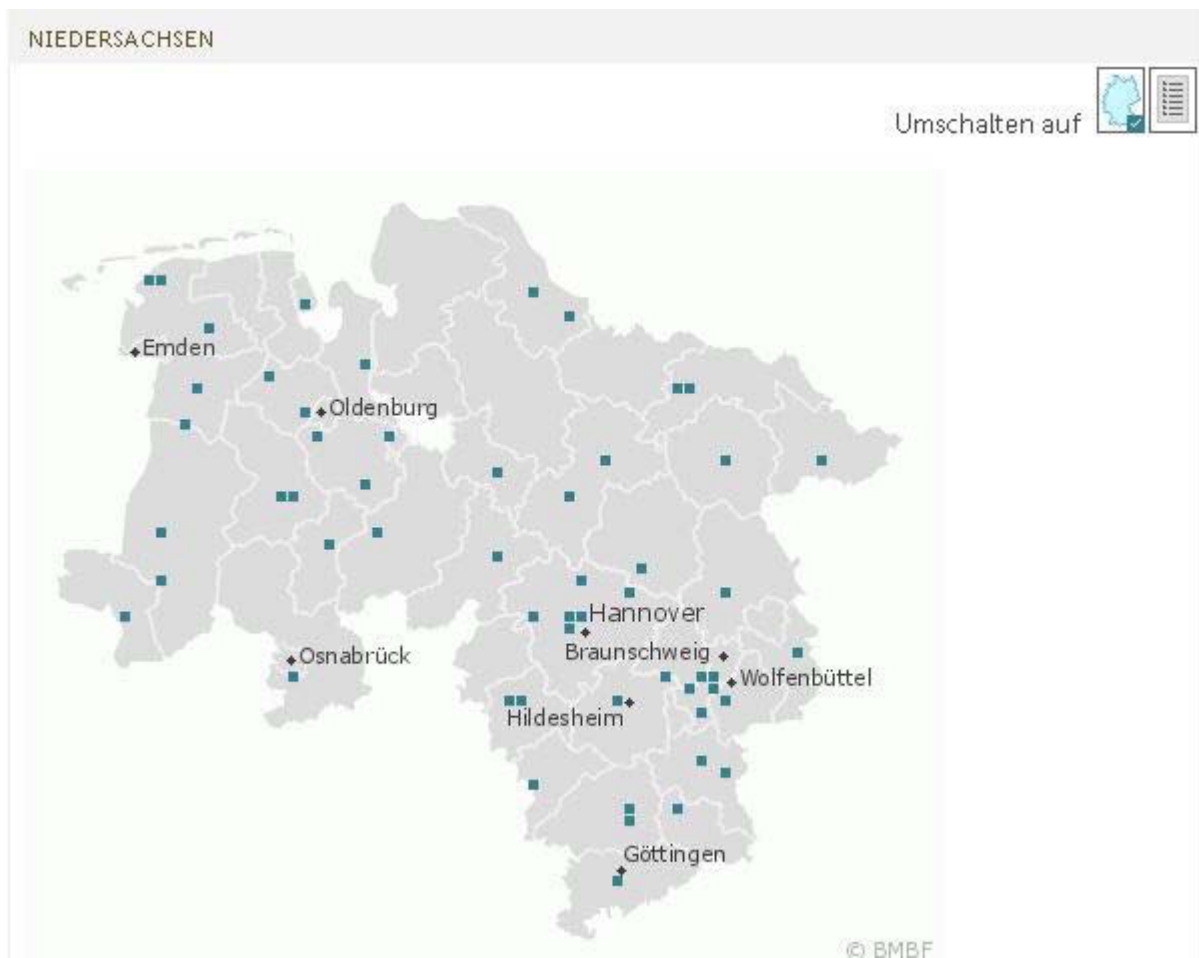 NIEDERSACHSEN
Umschalten auf
Emden
Oldenburg
Hannover
Braunschweig
Osnabrück
Wolfenbüttel
Hildesheim
Göttingen
© BMBF